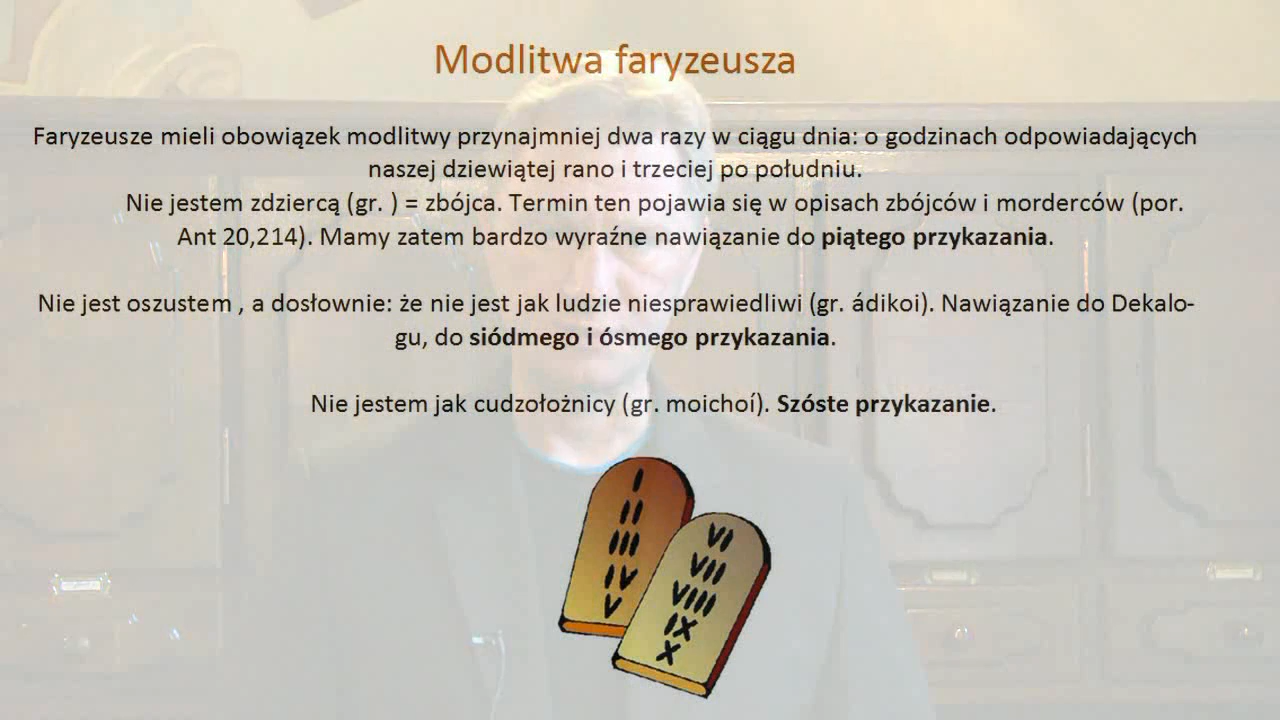 Modlitwa faryzeusza
Faryzeusze mieli obowiązek modlitwy przynajmniej dwa razy w ciągu dnia: o godzinach odpowiadających
naszej dziewiątej rano i trzeciej po południu.
Nie jestem zdziercą (gr. ) = zbójca. Termin ten pojawia się w opisach zbójców i morderców (por.
Ant 20,214). Mamy zatem bardzo wyraźne nawiązanie do piątego przykazania.
Nie jest oszustem , a dosłownie: że nie jest jak ludzie niesprawiedliwi (gr. ádikoi). Nawiązanie do Dekalo-
gu, do siódmego i ósmego przykazania.
Nie jestem jak cudzołożnicy (gr. moichoí). Szóste przykazanie.
I
II
III
IV
V
VI
VII
VIII
IX
X